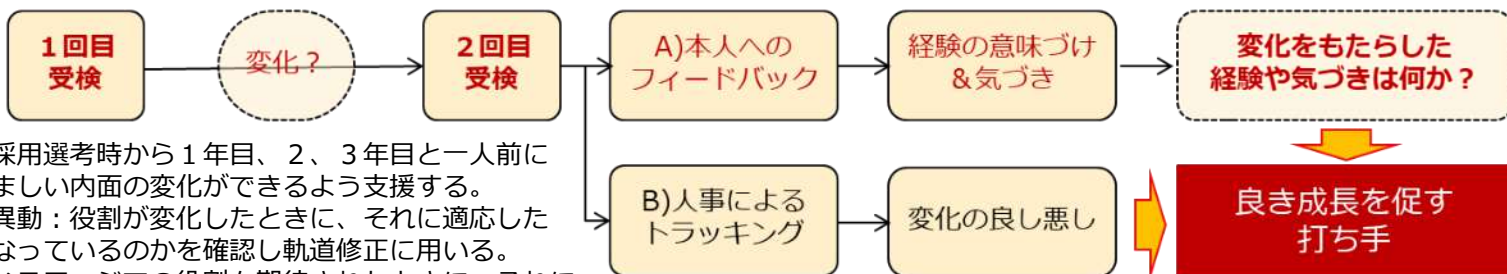 1回目
受検
変化？
2回目
受検
A)本人への
フィードバック
経験の意味づけ
&気づき
変化をもたらした
経験や気づきは何か？
採用選考時から１年目、２、３年目と一人前に
ましい内面の変化ができるよう支援する。
異動：役割が変化したときに、それに適応した
なっているのかを確認し軌道修正に用いる。
B)人事による
トラッキング
変化の良し悪し
良き成長を促す
打ち手